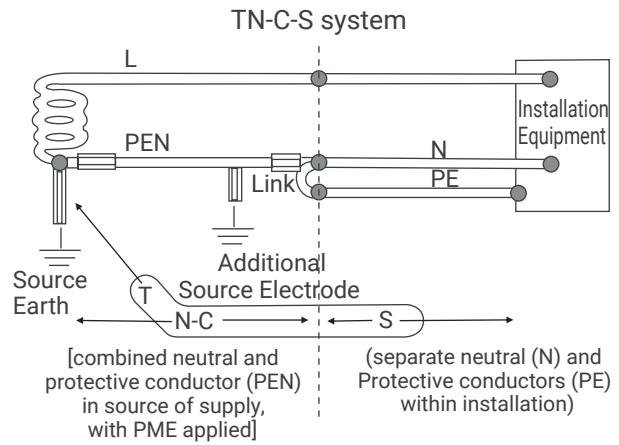 TN-C-S system
L
Installation
Equipment
PEN
N
Link
PE
Source
Earth
Additional
Source Electrode
T
N-C
S
[combined neutral and
protective conductor (PEN)
in source of supply,
with PME applied]
(separate neutral (N) and
Protective conductors (PE)
within installation)